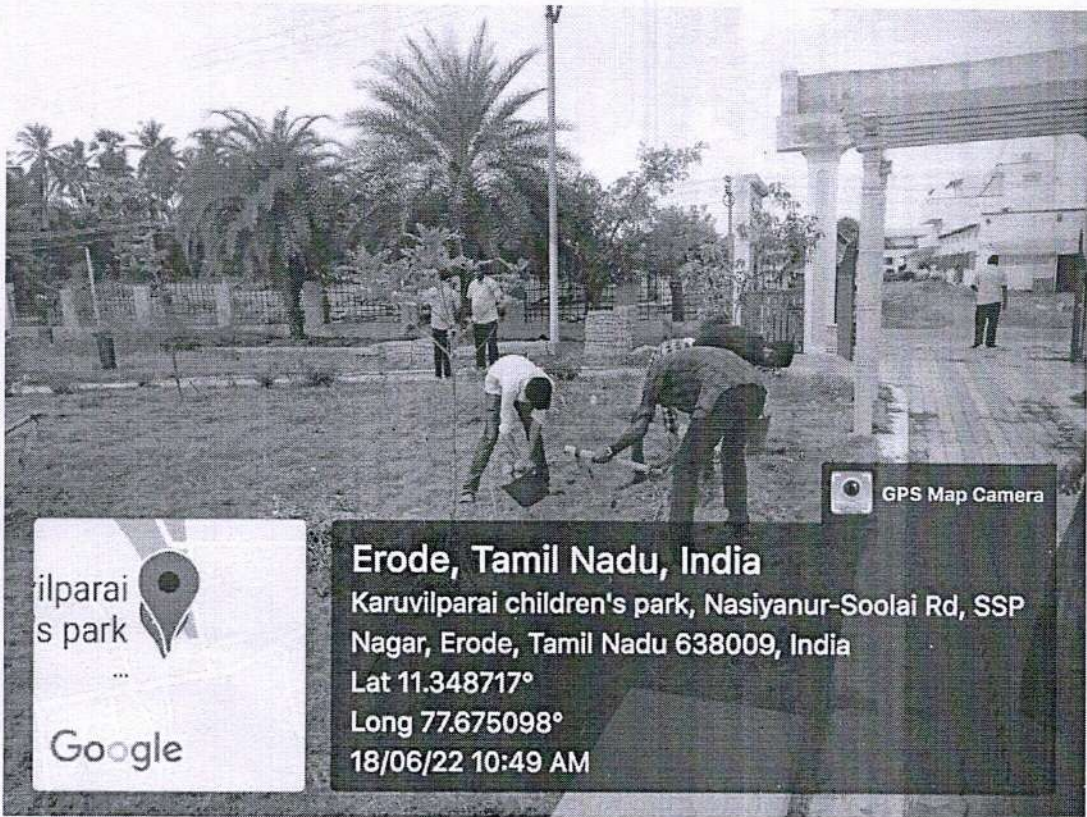 GPS Map Camera
ilparai
s park
...
Google
Erode, Tamil Nadu, India
Karuvilparai children's park, Nasiyanur-Soolai Rd, SSP
Nagar, Erode, Tamil Nadu 638009, India
Lat 11.348717°
Long 77.675098°
18/06/22 10:49 AM